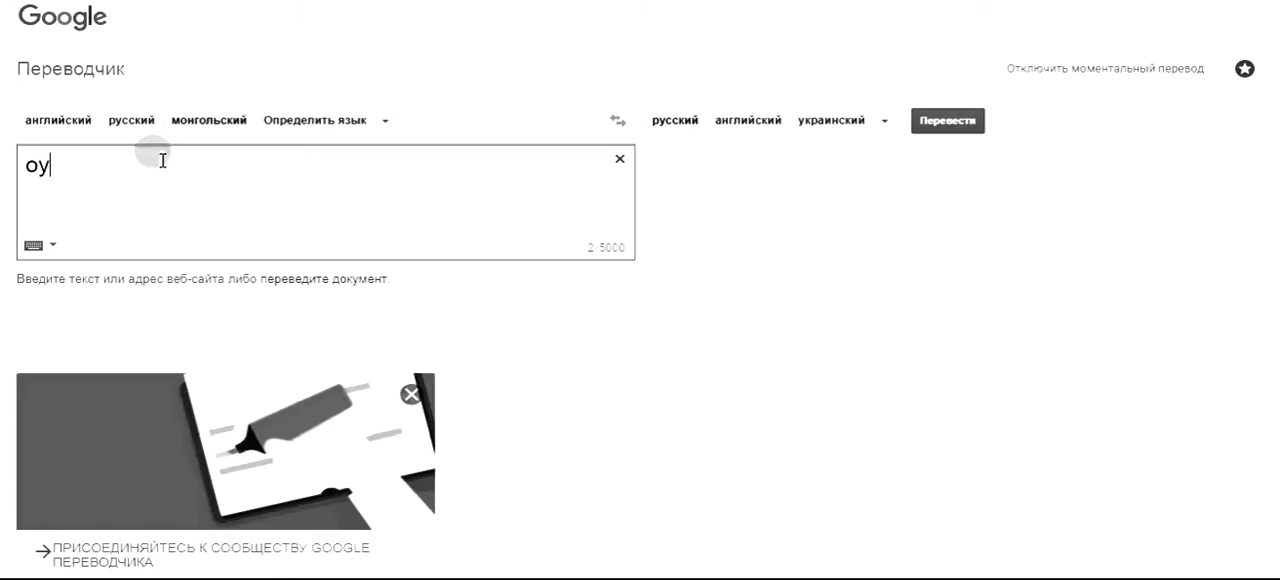 Google
Переводчик
Отключить моментальный перевод
английский русский монгольский Определить язык
русский английский украинский
Перевести
оу
2/5000
Введите текст или адрес веб-сайта либо переведите документ.
ПРИСОЕДИНЯЙТЕСЬ К СООБЩЕСТВУ GOOGLE
ПЕРЕВОДЧИКА